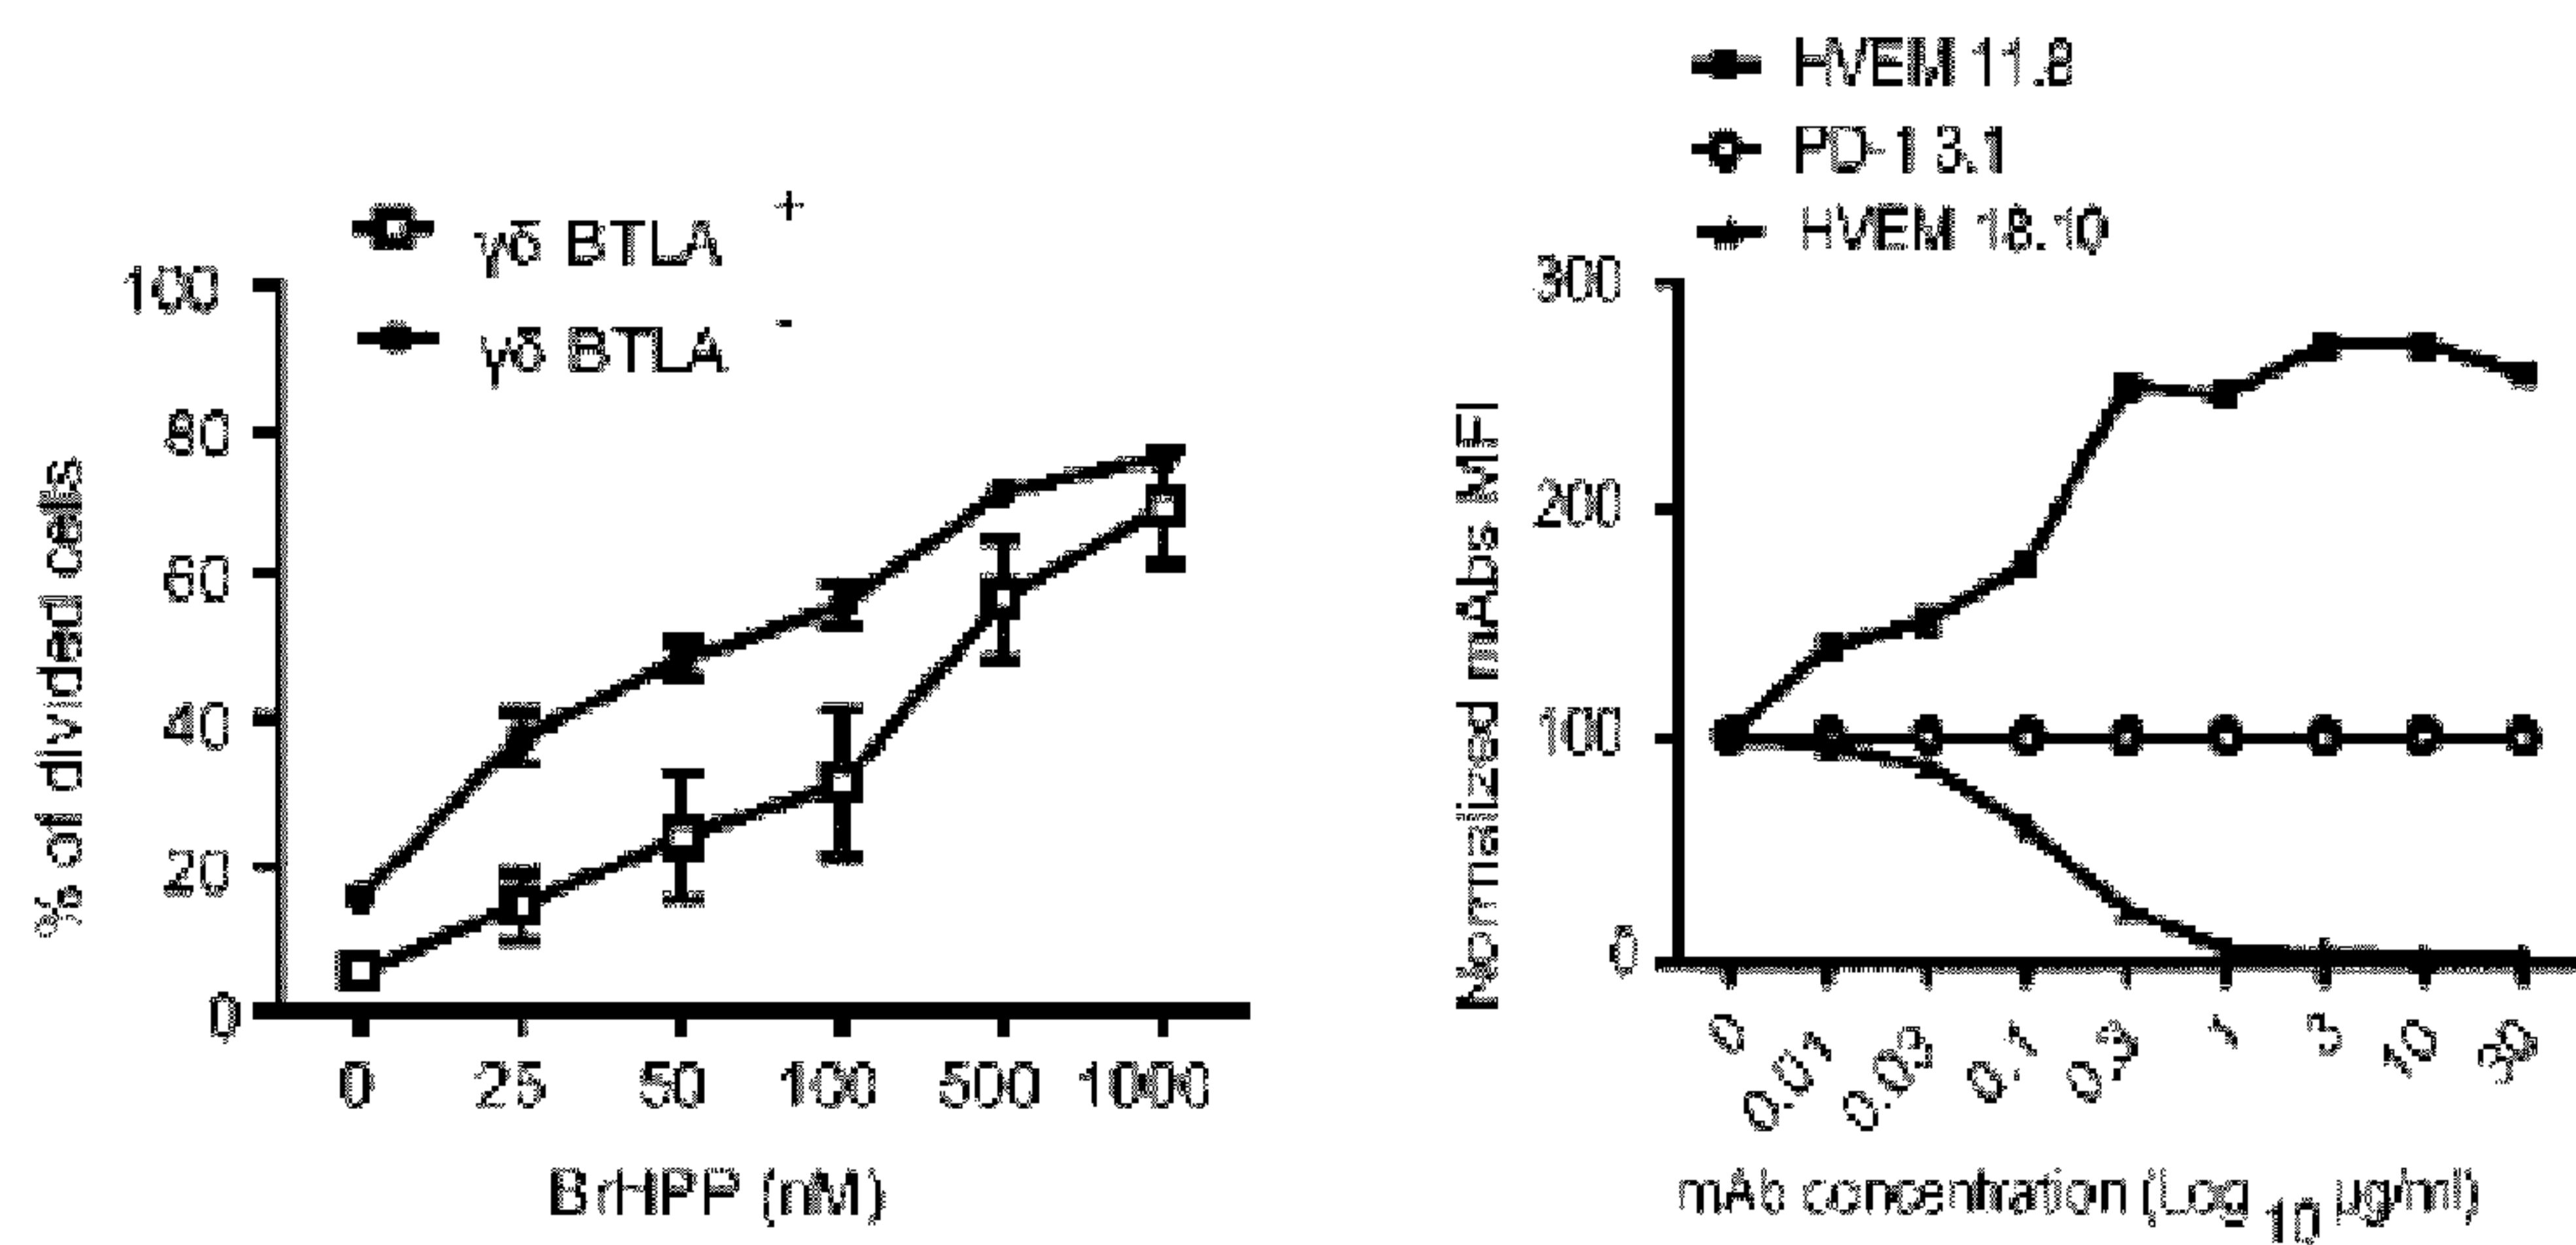 γδ BTLA +
γδ BTLA -
% of divided cells
100
80
60
40
20
0
0 25 50 100 500 1000
BrHPP (nM)
HVEM 11.8
PD-1 3.1
HVEM 18.10
Normalized mAbs MFI
300
200
100
0
0 0.01 0.03 0.1 0.3 1 3 10 30
mAb concentration (Log 10 µg/ml)